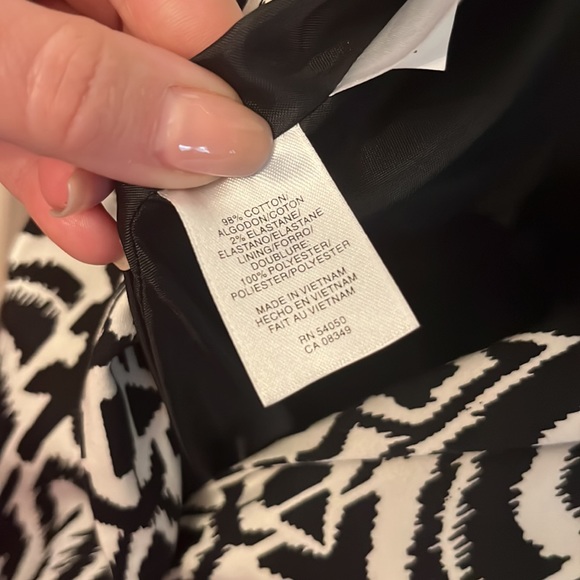 98% COTTON/
ALGODON/COTON
2% ELASTANE/
ELASTANO/ELASTANE
LINING/FORRO/
DOUBLURE:
100% POLYESTER/
POLIESTER/POLYESTER
MADE IN VIETNAM
HECHO EN VIETNAM
FAIT AU VIETNAM
RN 54050
CA 08349